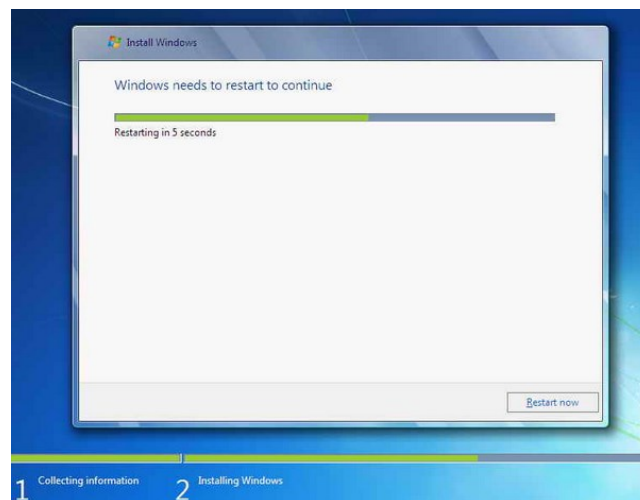 Install Windows
Windows needs to restart to continue
Restarting in 5 seconds
Restart now
1 Collecting information
2 Installing Windows